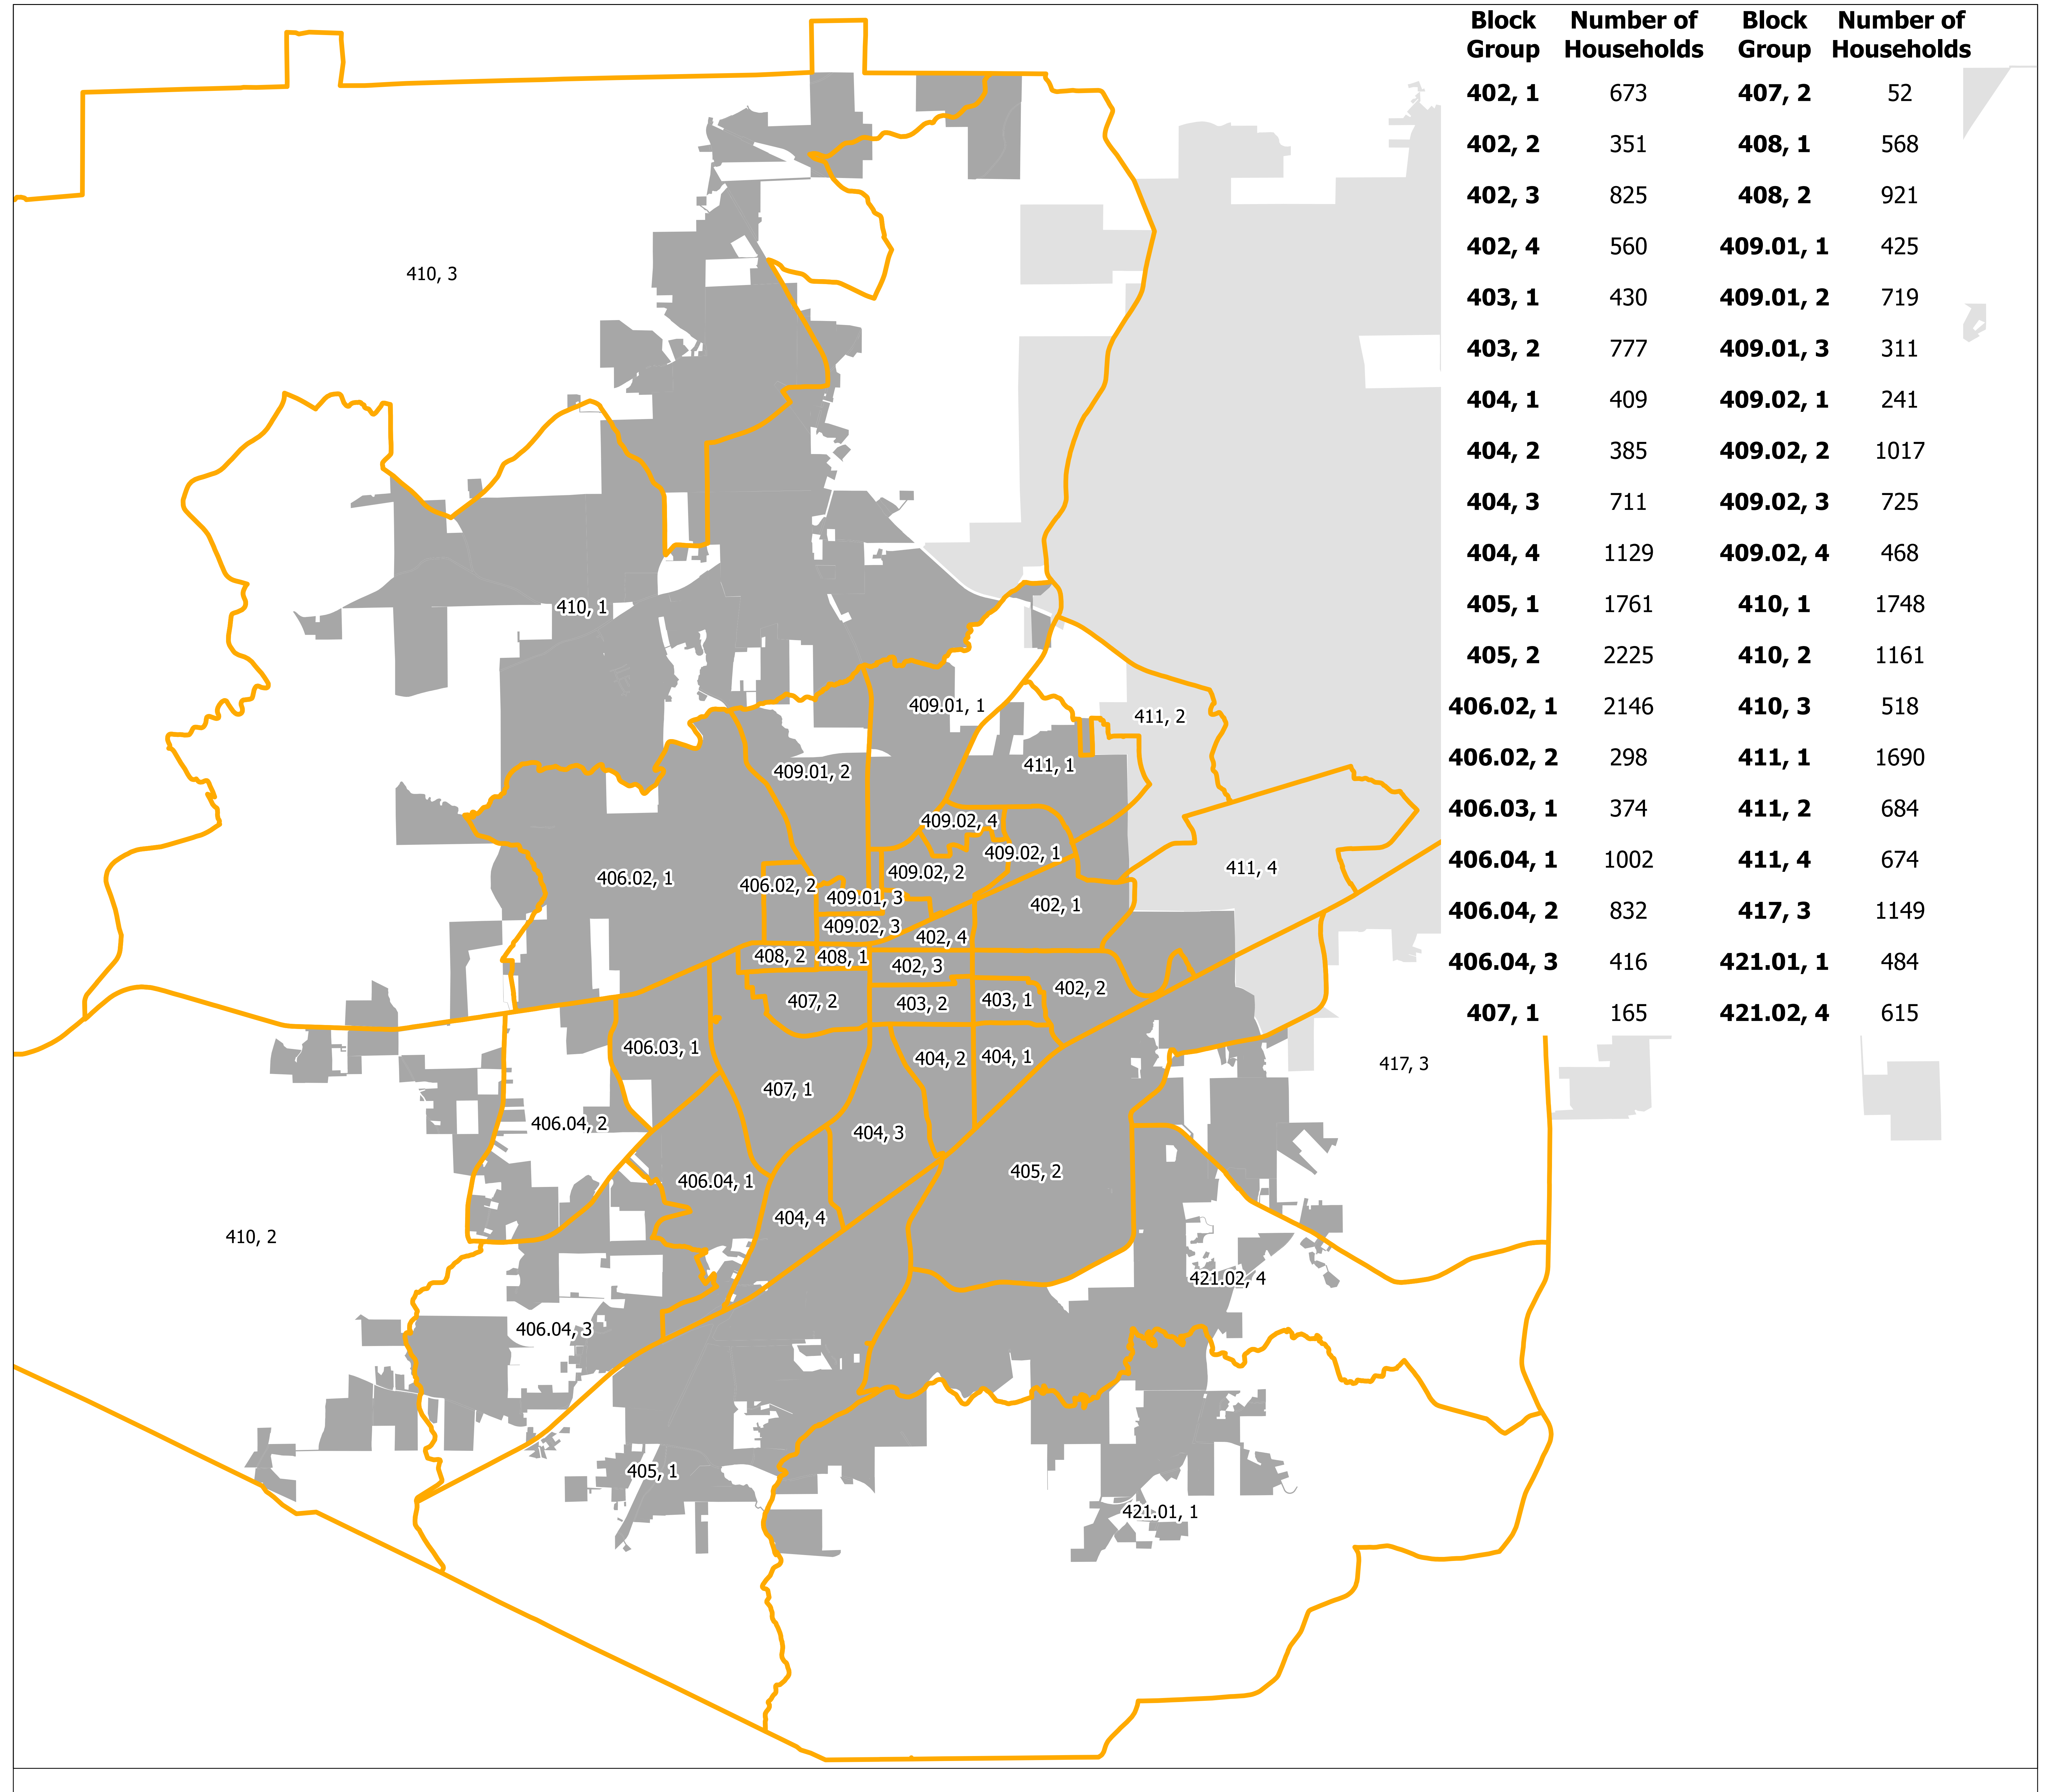 Block Number of Block Number of
Group Households Group Households
402, 1 673 407, 2 52
402, 2 351 408, 1 568
402, 3 825 408, 2 921
402, 4 560 409.01, 1 425
403, 1 430 409.01, 2 719
403, 2 777 409.01, 3 311
404, 1 409 409.02, 1 241
404, 2 385 409.02, 2 1017
404, 3 711 409.02, 3 725
404, 4 1129 409.02, 4 468
405, 1 1761 410, 1 1748
405, 2 2225 410, 2 1161
406.02, 1 2146 410, 3 518
406.02, 2 298 411, 1 1690
406.03, 1 374 411, 2 684
406.04, 1 1002 411, 4 674
406.04, 2 832 417, 3 1149
406.04, 3 416 421.01, 1 484
407, 1 165 421.02, 4 615
410, 3
410, 1
409.01, 1
411, 2
409.01, 2
411, 1
409.02, 4
409.02, 1
411, 4
409.02, 2
406.02, 1
406.02, 2
409.01, 3
402, 1
409.02, 3
402, 4
408, 2
408, 1
402, 3
402, 2
407, 2
403, 2
403, 1
406.03, 1
404, 2
404, 1
417, 3
407, 1
406.04, 2
404, 3
405, 2
406.04, 1
404, 4
410, 2
421.02, 4
406.04, 3
405, 1
421.01, 1